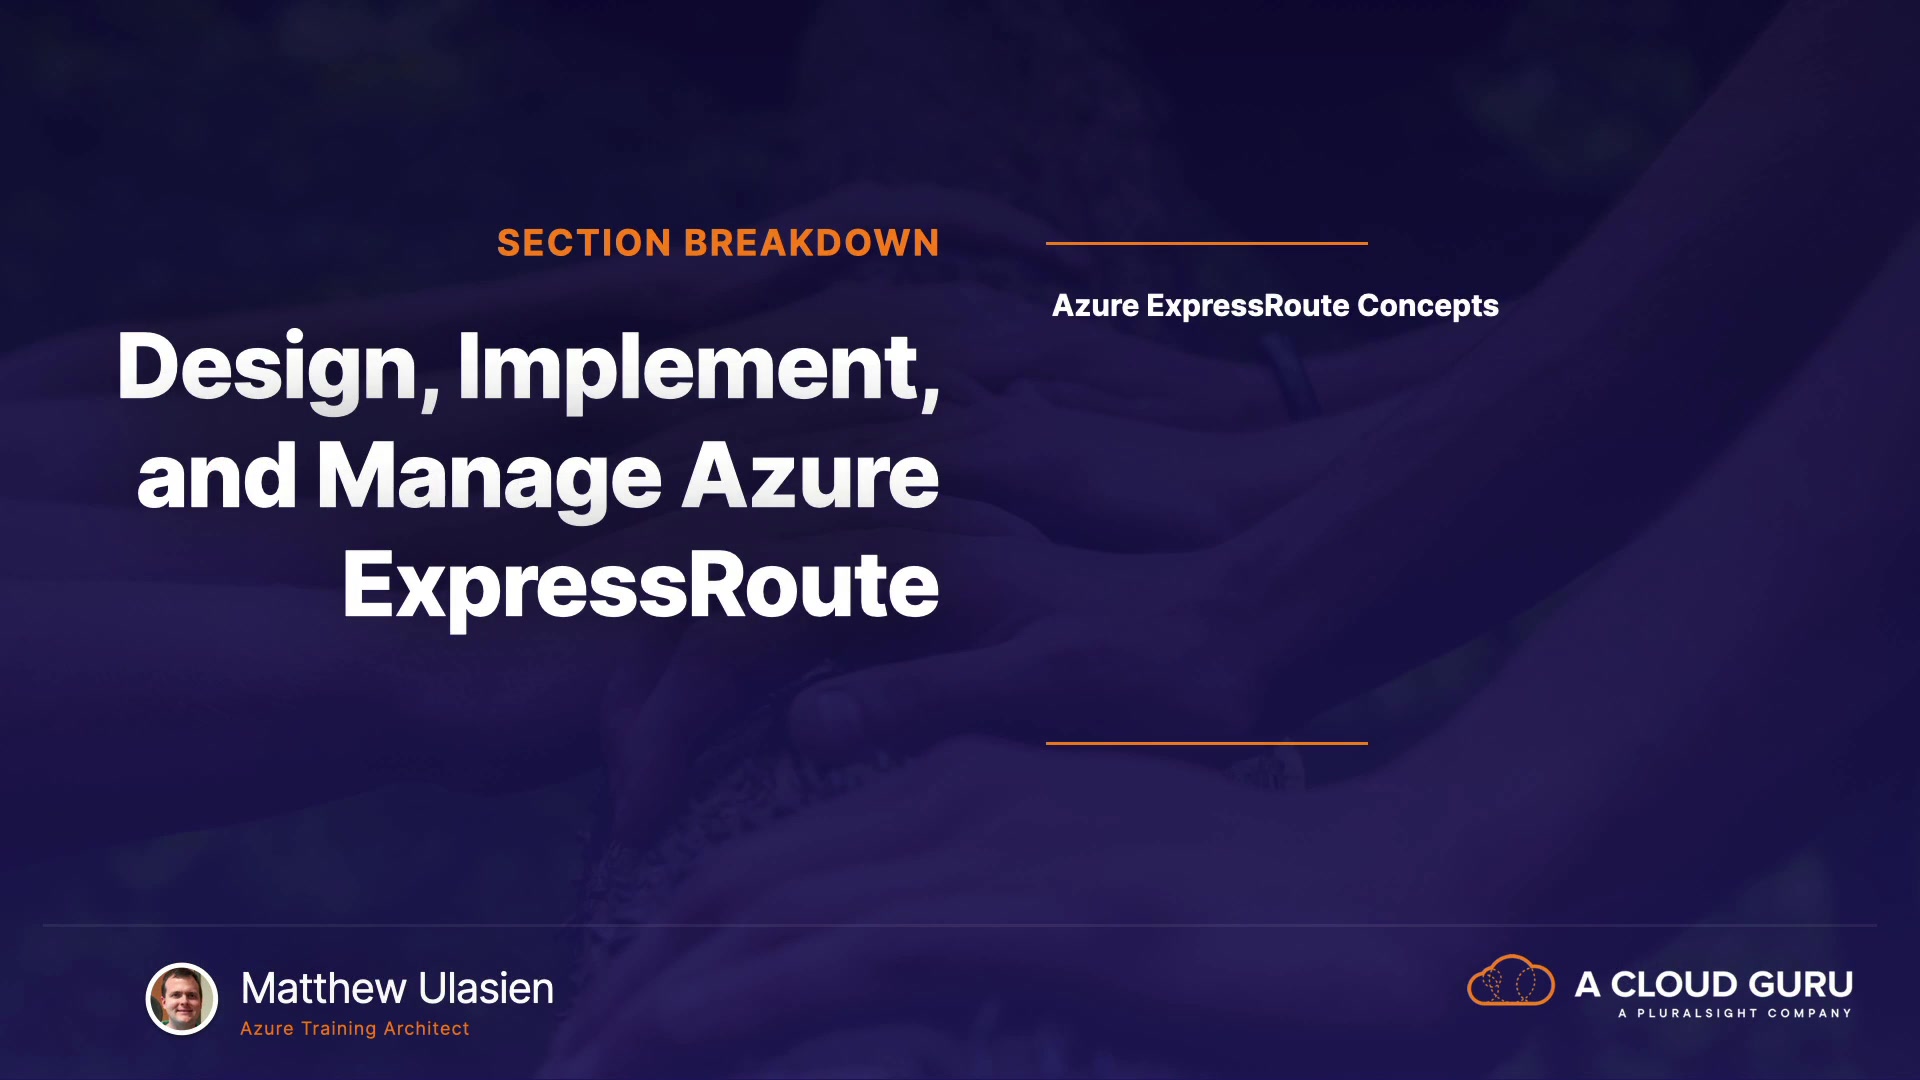 SECTION BREAKDOWN
Design, Implement,
and Manage Azure
ExpressRoute
Azure ExpressRoute Concepts
Matthew Ulasien
Azure Training Architect
A CLOUD GURU
A PLURALSIGHT COMPANY